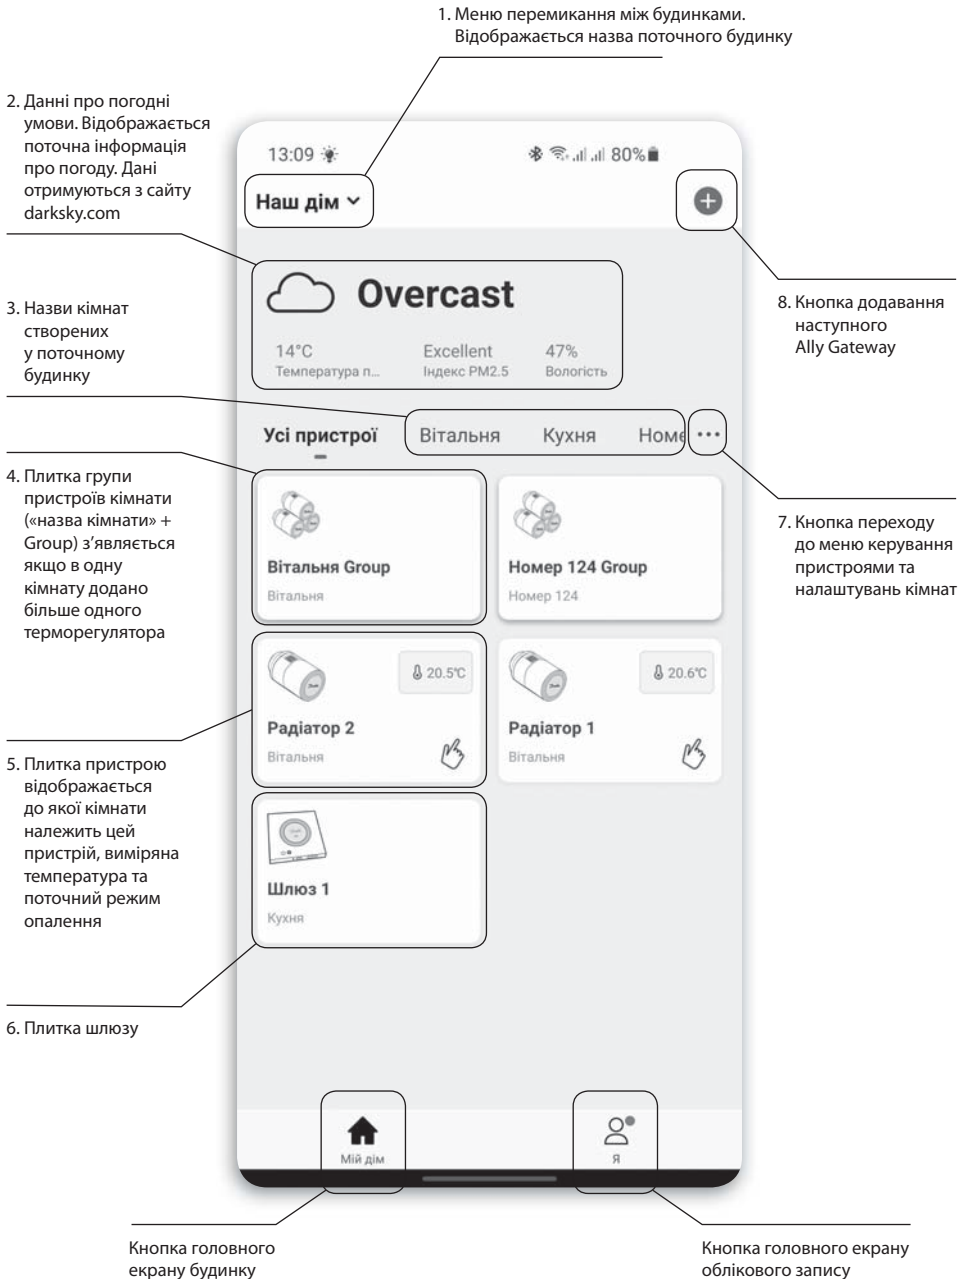 1. Меню перемикання між будинками.
Відображається назва поточного будинку
2. Данні про погодні
умови. Відображається
поточна інформація
про погоду. Дані
отримуються з сайту
darksky.com
3. Назви кімнат
створених
у поточному
будинку
4. Плитка групи
пристроїв кімнати
(«назва кімнати» +
Group) з’являється
якщо в одну
кімнату додано
більше одного
терморегулятора
5. Плитка пристрою
відображається
до якої кімнати
належить цей
пристрій, виміряна
температура та
поточний режим
опалення
6. Плитка шлюзу
13:09 80%
Наш дім
Overcast
14°C Excellent 47%
Температура п... Індекс PM2.5 Вологість
Усі пристрої Вітальня Кухня Номе
Вітальня Group Номер 124 Group
Вітальня Номер 124
20.5°C 20.6°C
Радіатор 2 Радіатор 1
Вітальня Вітальня
Шлюз 1
Кухня
Мій дім Я
8. Кнопка додавання
наступного
Ally Gateway
7. Кнопка переходу
до меню керування
пристроями та
налаштувань кімнат
Кнопка головного
екрану будинку
Кнопка головного екрану
облікового запису